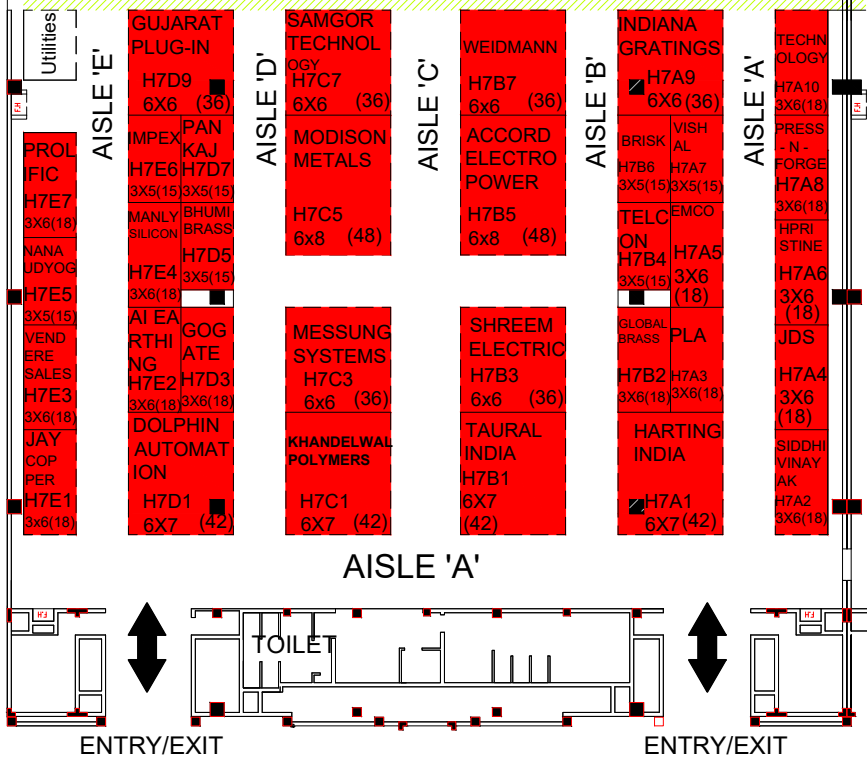 Utilities
AISLE 'E'
AISLE 'D'
AISLE 'C'
AISLE 'B'
AISLE 'A'
GUJARAT
PLUG-IN
H7D9
6X6 (36)
SAMGOR
TECHNOL
OGY
H7C7
6X6 (36)
WEIDMANN
H7B7
6x6 (36)
INDIANA
GRATINGS
H7A9
6X6 (36)
TECHN
OLOGY
H7A10
3X6(18)
F.H
F.H
PROL
IFIC
H7E7
3X6(18)
IMPEX
H7E6
3X5(15)
PAN
KAJ
H7D7
3X5(15)
MODISON
METALS
H7C5
6x8 (48)
ACCORD
ELECTRO
POWER
H7B5
6x8 (48)
BRISK
H7B6
3X5(15)
VISH
AL
H7A7
3X5(15)
PRESS
- N -
FORGE
H7A8
3X6(18)
NANA
UDYOG
H7E5
3X5(15)
MANLY
SILICON
H7E4
3X6(18)
BHUMI
BRASS
H7D5
3X5(15)
TELC
ON
H7B4
3X5(15)
EMCO
H7A5
3X6
(18)
HPRI
STINE
H7A6
3X6
(18)
VEND
ERE
SALES
H7E3
3X6(18)
AI EA
RTHI
NG
H7E2
3X6(18)
GOG
ATE
H7D3
3X6(18)
MESSUNG
SYSTEMS
H7C3
6x6 (36)
SHREEM
ELECTRIC
H7B3
6x6 (36)
GLOBAL
BRASS
H7B2
3X6(18)
PLA
H7A3
3X6(18)
JDS
H7A4
3X6
(18)
JAY
COP
PER
H7E1
3x6(18)
DOLPHIN
AUTOMAT
ION
H7D1
6X7 (42)
KHANDELWAL
POLYMERS
H7C1
6X7 (42)
TAURAL
INDIA
H7B1
6X7
(42)
HARTING
INDIA
H7A1
6X7 (42)
SIDDHI
VINAY
AK
H7A2
3X6(18)
AISLE 'A'
F.H
F.H
TOILET
ENTRY/EXIT
ENTRY/EXIT